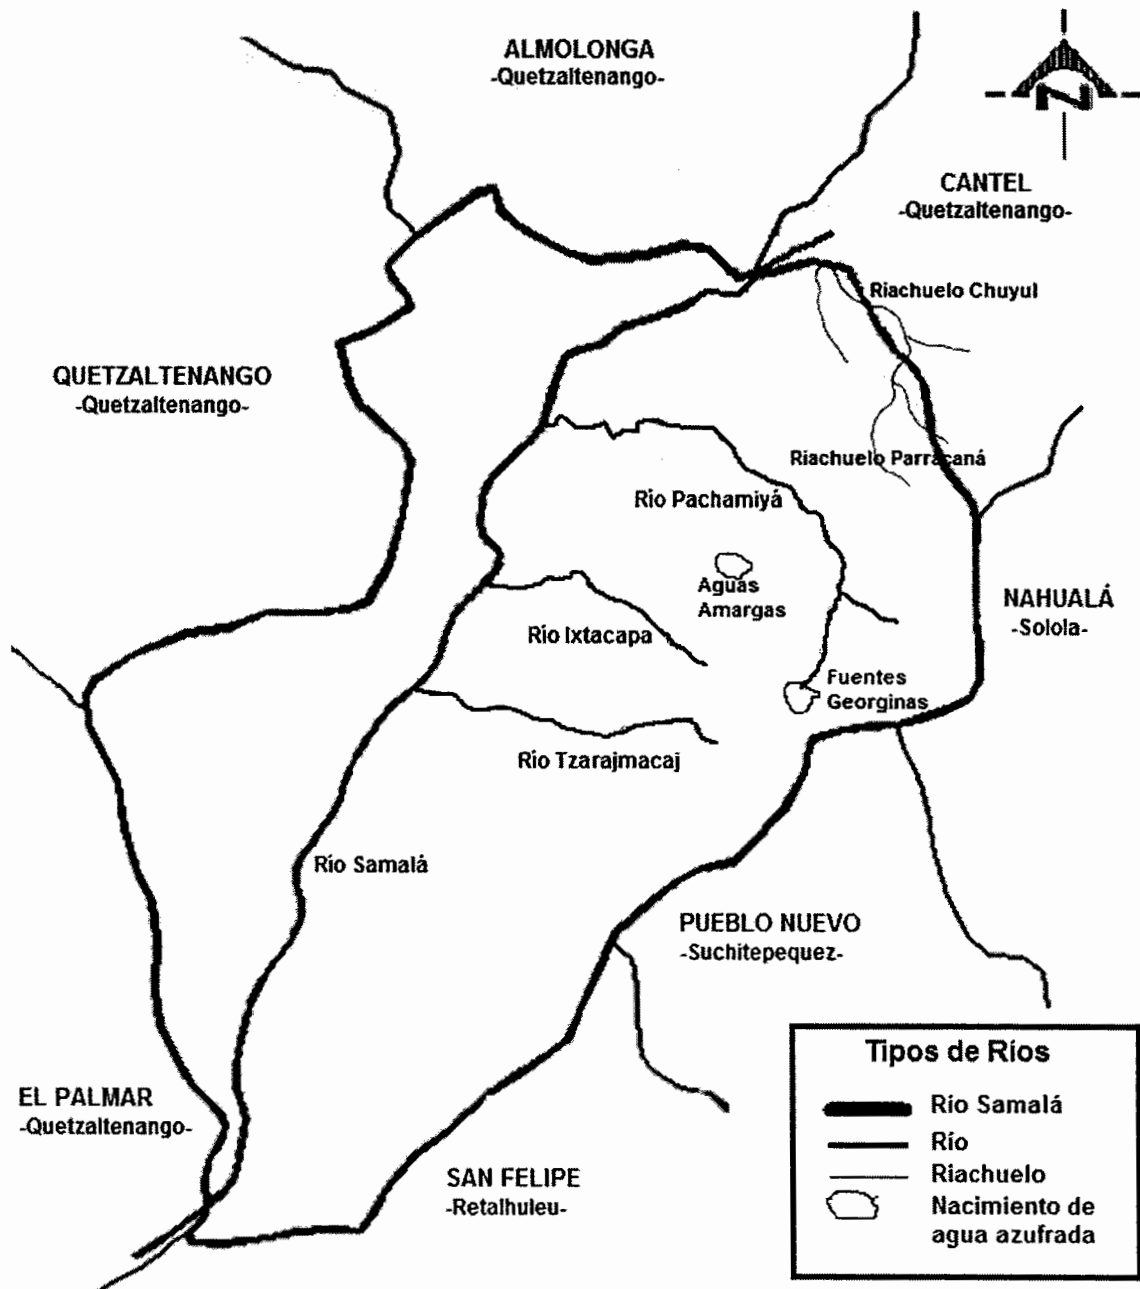 ALMOLONGA
-Quetzaltenango-
N
CANTEL
-Quetzaltenango-
Riachuelo Chuyul
QUETZALTENANGO
-Quetzaltenango-
Riachuelo Parracaná
Río Pachamiyá
Aguas
Amargas
NAHUALÁ
-Solola-
Río Ixtacapa
Fuentes
Georginas
Río Tzarajmacaj
Río Samalá
PUEBLO NUEVO
-Suchitepequez-
EL PALMAR
-Quetzaltenango-
SAN FELIPE
-Retalhuleu-
Tipos de Ríos
Río Samalá
Río
Riachuelo
Nacimiento de
agua azufrada